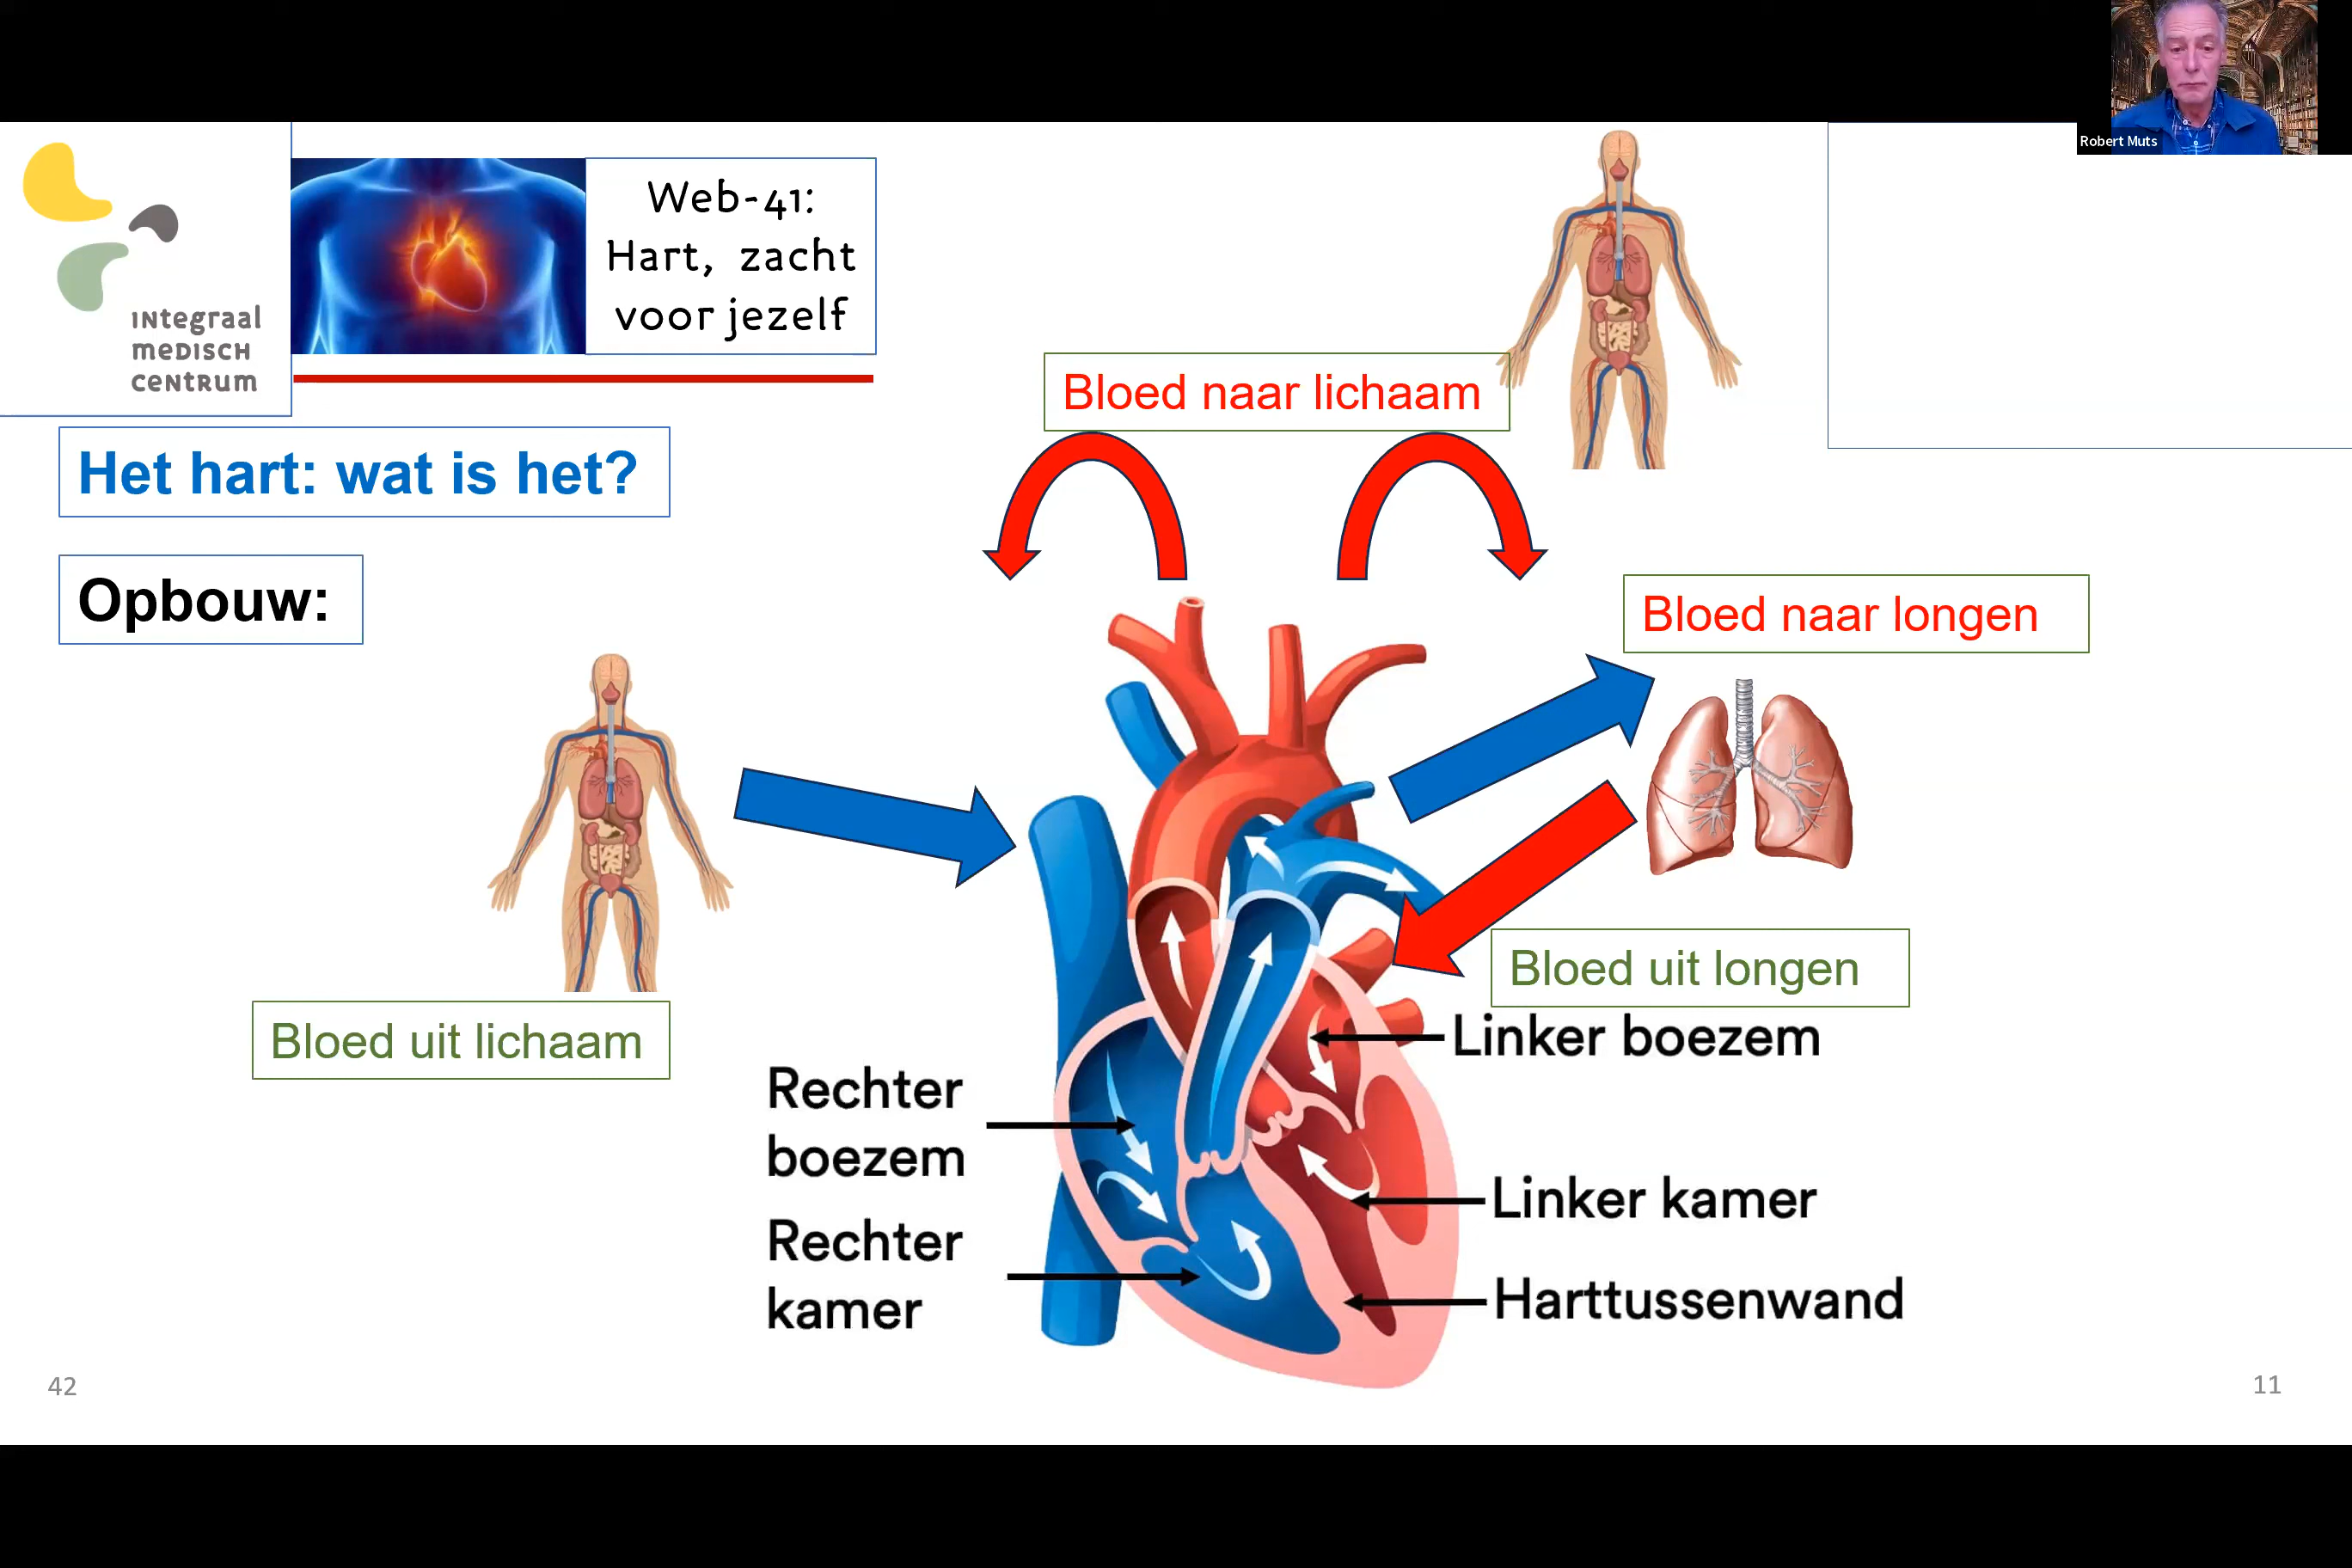 Robert Muts
Web-41:
Hart, zacht
voor jezelf
INtegraal
meDISCH
ceNtRum
Bloed naar lichaam
Het hart: wat is het?
Opbouw:
Bloed naar longen
Bloed uit longen
Bloed uit lichaam
Linker boezem
Rechter
boezem
Linker kamer
Rechter
kamer
Harttussenwand
42
11